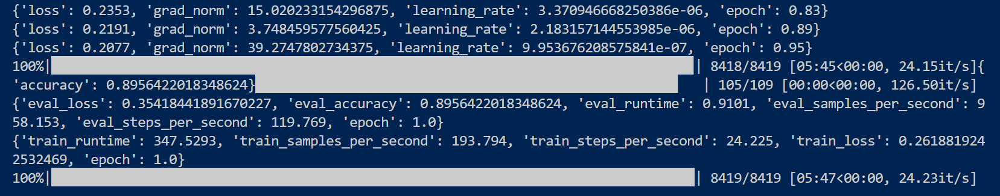 {'loss': 0.2353, 'grad_norm': 15.020233154296875, 'learning_rate': 3.370946668250386e-06, 'epoch': 0.83}
{'loss': 0.2191, 'grad_norm': 3.748459577560425, 'learning_rate': 2.183157144553985e-06, 'epoch': 0.89}
{'loss': 0.2077, 'grad_norm': 39.2747802734375, 'learning_rate': 9.953676208575841e-07, 'epoch': 0.95}
100%|█████████████████████████| 8418/8419 [05:45<00:00, 24.15it/s]{
'accuracy': 0.8956422018348624}████████████████ | 105/109 [00:00<00:00, 126.50it/s]
{'eval_loss': 0.35418441891670227, 'eval_accuracy': 0.8956422018348624, 'eval_runtime': 0.9101, 'eval_samples_per_second': 9
58.153, 'eval_steps_per_second': 119.769, 'epoch': 1.0}
{'train_runtime': 347.5293, 'train_samples_per_second': 193.794, 'train_steps_per_second': 24.225, 'train_loss': 0.261881924
2532469, 'epoch': 1.0}
100%|█████████████████████████| 8419/8419 [05:47<00:00, 24.23it/s]